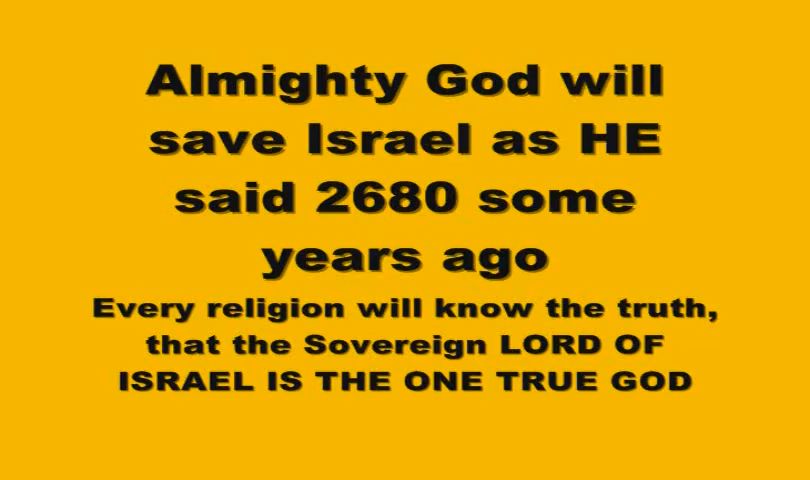 Almighty God will
save Israel as HE
said 2680 some
years ago
Every religion will know the truth,
that the Sovereign LORD OF
ISRAEL IS THE ONE TRUE GOD